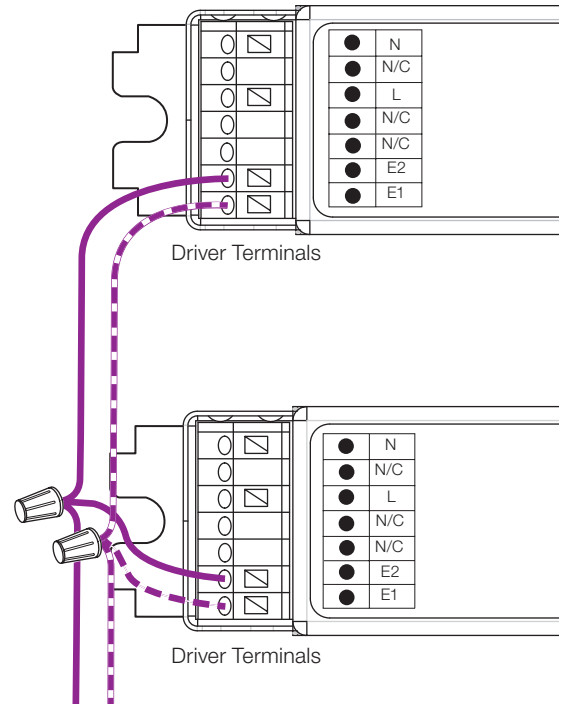 N
N/C
L
N/C
N/C
E2
E1
Driver Terminals
N
N/C
L
N/C
N/C
E2
E1
Driver Terminals